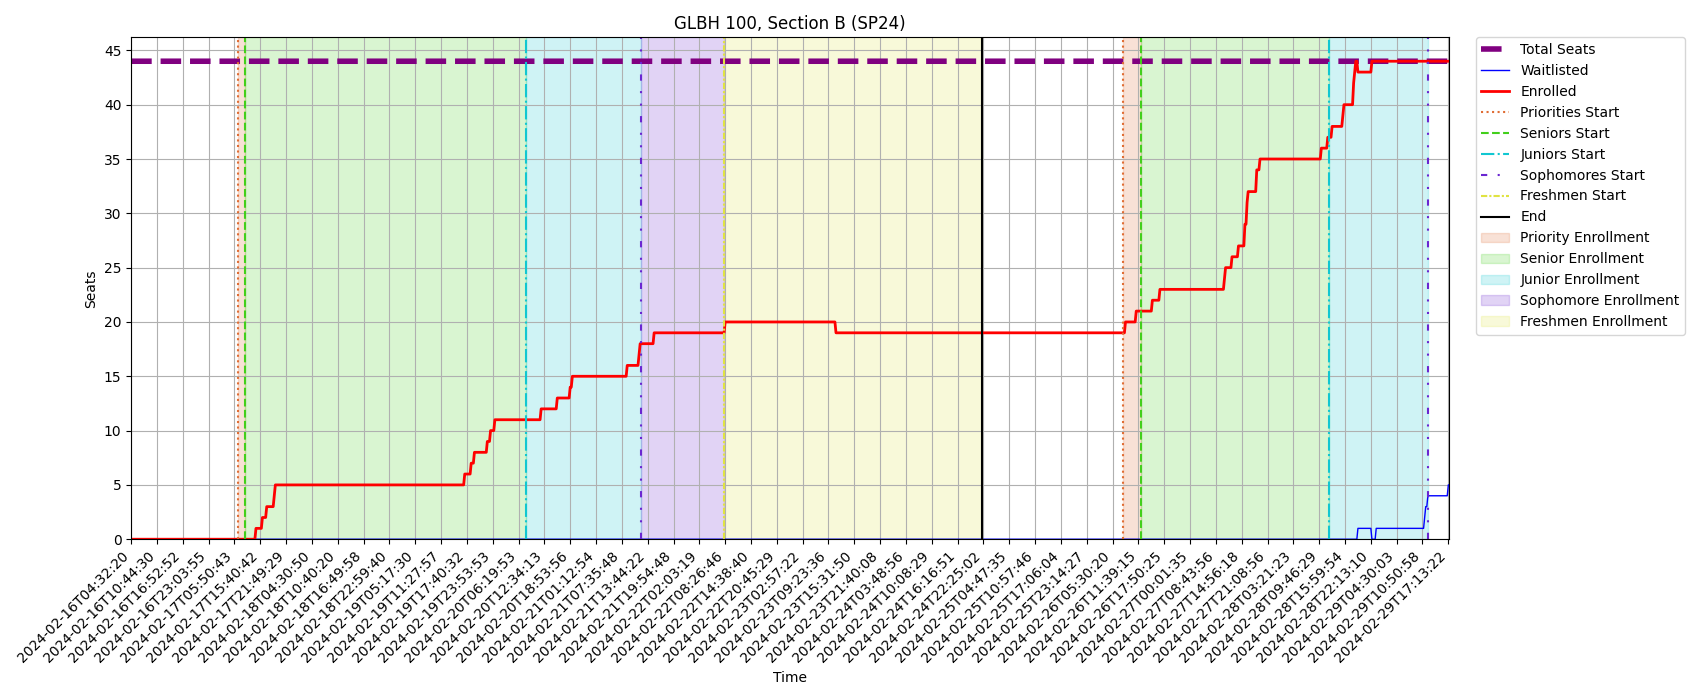 GLBH 100, Section B (SP24)
Seats
45
40
35
30
25
20
15
10
5
0
2024-02-16T04:32:20
2024-02-16T10:44:30
2024-02-16T16:52:52
2024-02-16T23:03:55
2024-02-17T05:50:43
2024-02-17T15:40:42
2024-02-17T21:49:29
2024-02-18T04:30:50
2024-02-18T10:40:20
2024-02-18T16:49:58
2024-02-18T22:59:40
2024-02-19T05:17:30
2024-02-19T11:27:57
2024-02-19T17:40:32
2024-02-19T23:53:53
2024-02-20T06:19:53
2024-02-20T12:34:13
2024-02-20T18:53:56
2024-02-21T01:12:54
2024-02-21T07:35:48
2024-02-21T13:44:22
2024-02-21T19:54:48
2024-02-22T02:03:19
2024-02-22T08:26:46
2024-02-22T14:38:40
2024-02-22T20:45:29
2024-02-23T02:57:22
2024-02-23T09:23:36
2024-02-23T15:31:50
2024-02-23T21:40:08
2024-02-24T03:48:56
2024-02-24T10:08:29
2024-02-24T16:16:51
2024-02-24T22:25:02
2024-02-25T04:47:35
2024-02-25T10:57:46
2024-02-25T17:06:04
2024-02-25T23:14:27
2024-02-26T05:30:20
2024-02-26T11:39:15
2024-02-26T17:50:25
2024-02-27T00:01:35
2024-02-27T08:43:56
2024-02-27T14:56:18
2024-02-27T21:08:56
2024-02-28T03:21:23
2024-02-28T09:46:29
2024-02-28T15:59:54
2024-02-28T22:13:10
2024-02-29T04:30:03
2024-02-29T10:50:58
2024-02-29T17:13:22
Time
Total Seats
Waitlisted
Enrolled
Priorities Start
Seniors Start
Juniors Start
Sophomores Start
Freshmen Start
End
Priority Enrollment
Senior Enrollment
Junior Enrollment
Sophomore Enrollment
Freshmen Enrollment